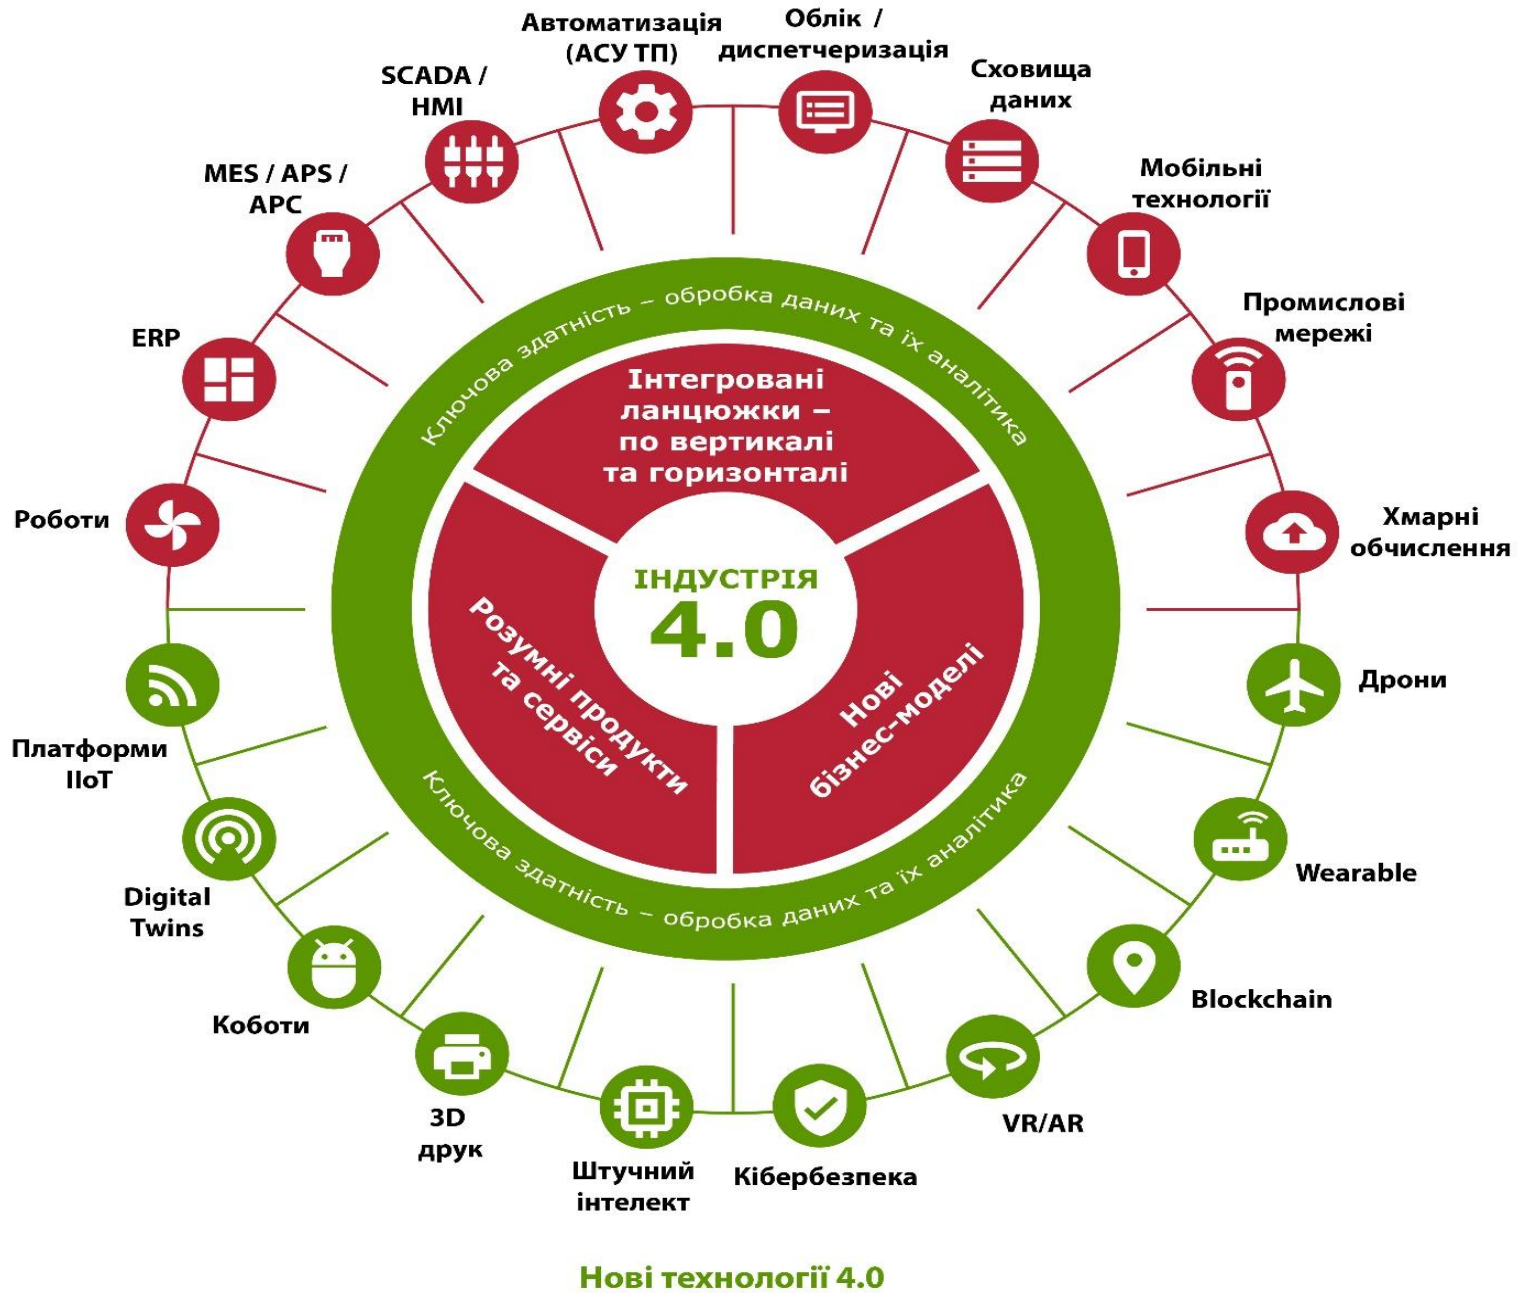 Автоматизація
(АСУ ТП)
Облік /
диспетчеризація
SCADA /
HMI
Сховища
даних
MES / APS /
APC
Мобільні
технології
ERP
Промислові
мережі
Роботи
Хмарні
обчислення
Ключова здатність – обробка даних та їх аналітика
Інтегровані
ланцюжки –
по вертикалі
та горизонталі
ІНДУСТРІЯ
4.0
Розумні продукти
та сервіси
Нові
бізнес-моделі
Ключова здатність – обробка даних та їх аналітика
Платформи
IIoT
Дрони
Digital
Twins
Wearable
Коботи
Blockchain
3D
друк
VR/AR
Штучний
інтелект
Кібербезпека
Нові технології 4.0